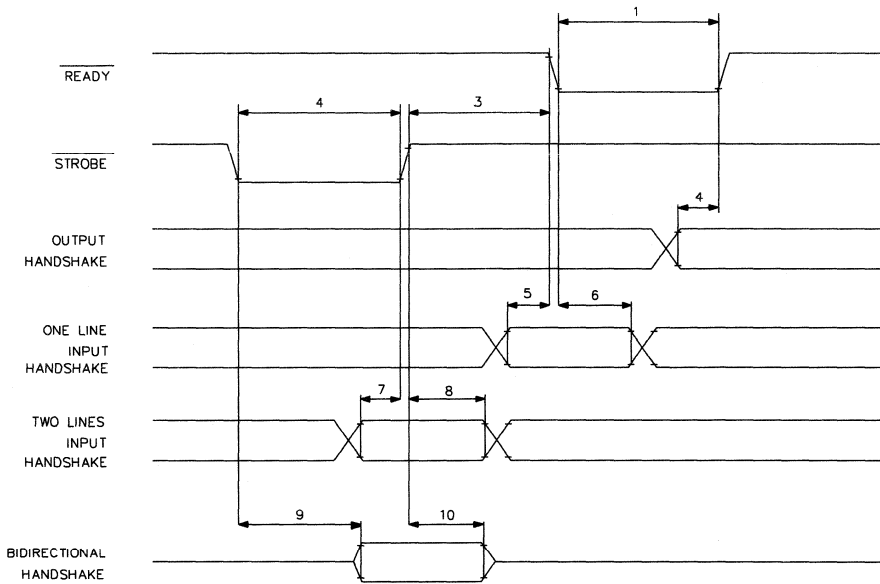 1
READY
4
3
STROBE
4
OUTPUT
HANDSHAKE
5
6
ONE LINE
INPUT
HANDSHAKE
7
8
TWO LINES
INPUT
HANDSHAKE
9
10
BIDIRECTIONAL
HANDSHAKE